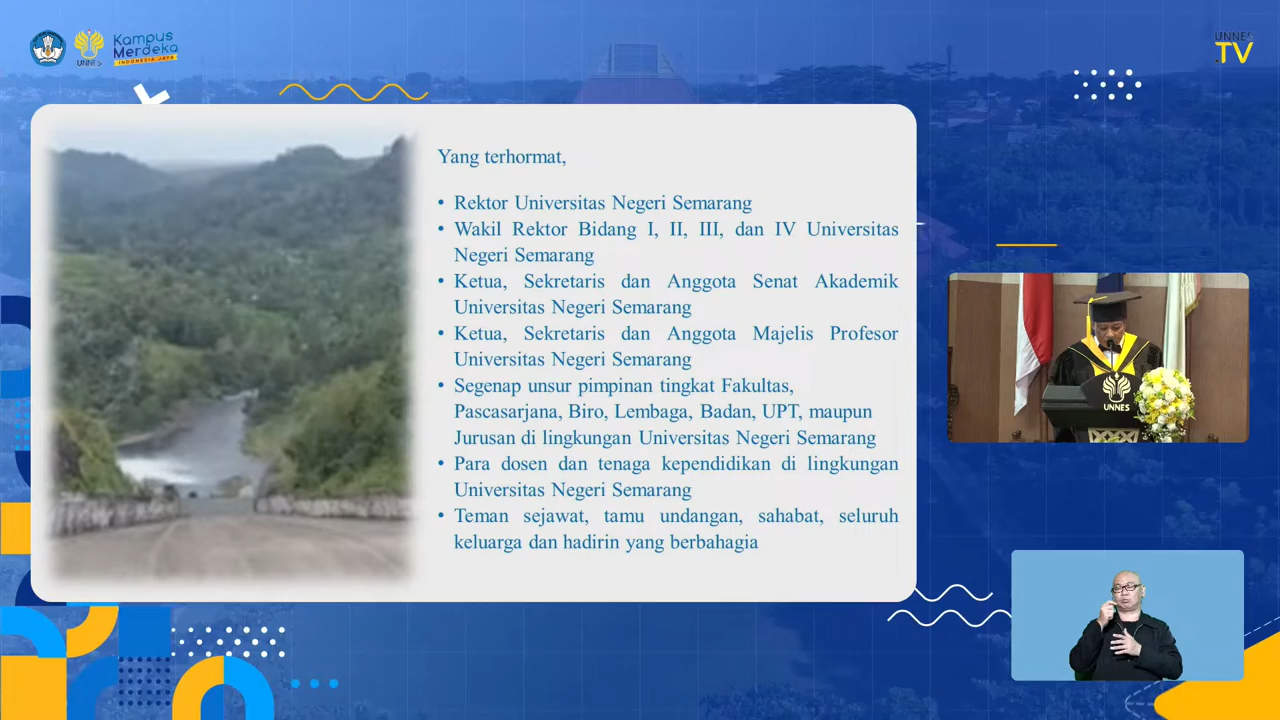 UNNES
Kampus
Merdeka
INDONESIA JAYA
UNNES
TV
Yang terhormat,
• Rektor Universitas Negeri Semarang
• Wakil Rektor Bidang I, II, III, dan IV Universitas
Negeri Semarang
• Ketua, Sekretaris dan Anggota Senat Akademik
Universitas Negeri Semarang
• Ketua, Sekretaris dan Anggota Majelis Profesor
Universitas Negeri Semarang
• Segenap unsur pimpinan tingkat Fakultas,
Pascasarjana, Biro, Lembaga, Badan, UPT, maupun
Jurusan di lingkungan Universitas Negeri Semarang
• Para dosen dan tenaga kependidikan di lingkungan
Universitas Negeri Semarang
• Teman sejawat, tamu undangan, sahabat, seluruh
keluarga dan hadirin yang berbahagia
UNNES